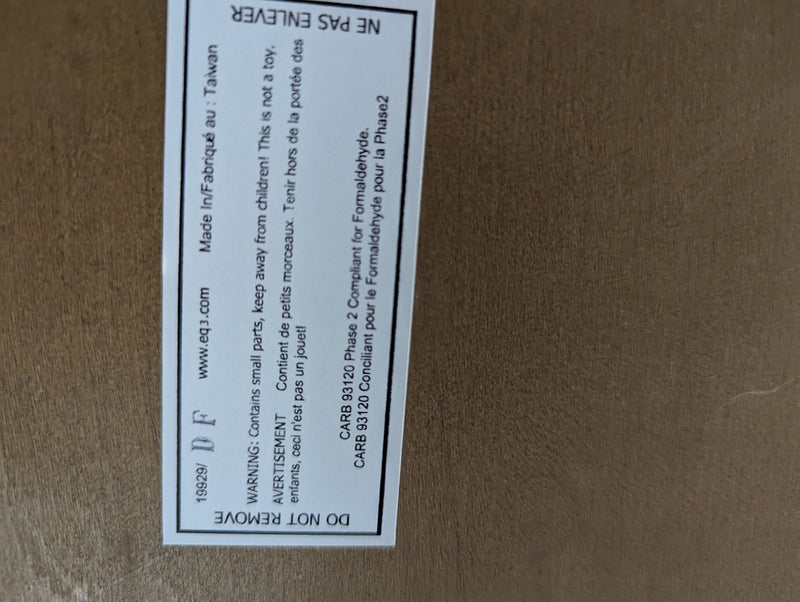 19929/ D F www.eq3.com Made In/Fabriqué au : Taiwan
WARNING: Contains small parts, keep away from children! This is not a toy.
AVERTISEMENT Contient de petits morceaux. Tenir hors de la portée des
enfants, ceci n'est pas un jouet!
CARB 93120 Phase 2 Compliant for Formaldehyde.
CARB 93120 Conciliant pour le Formaldehyde pour la Phase2
DO NOT REMOVE
NE PAS ENLEVER